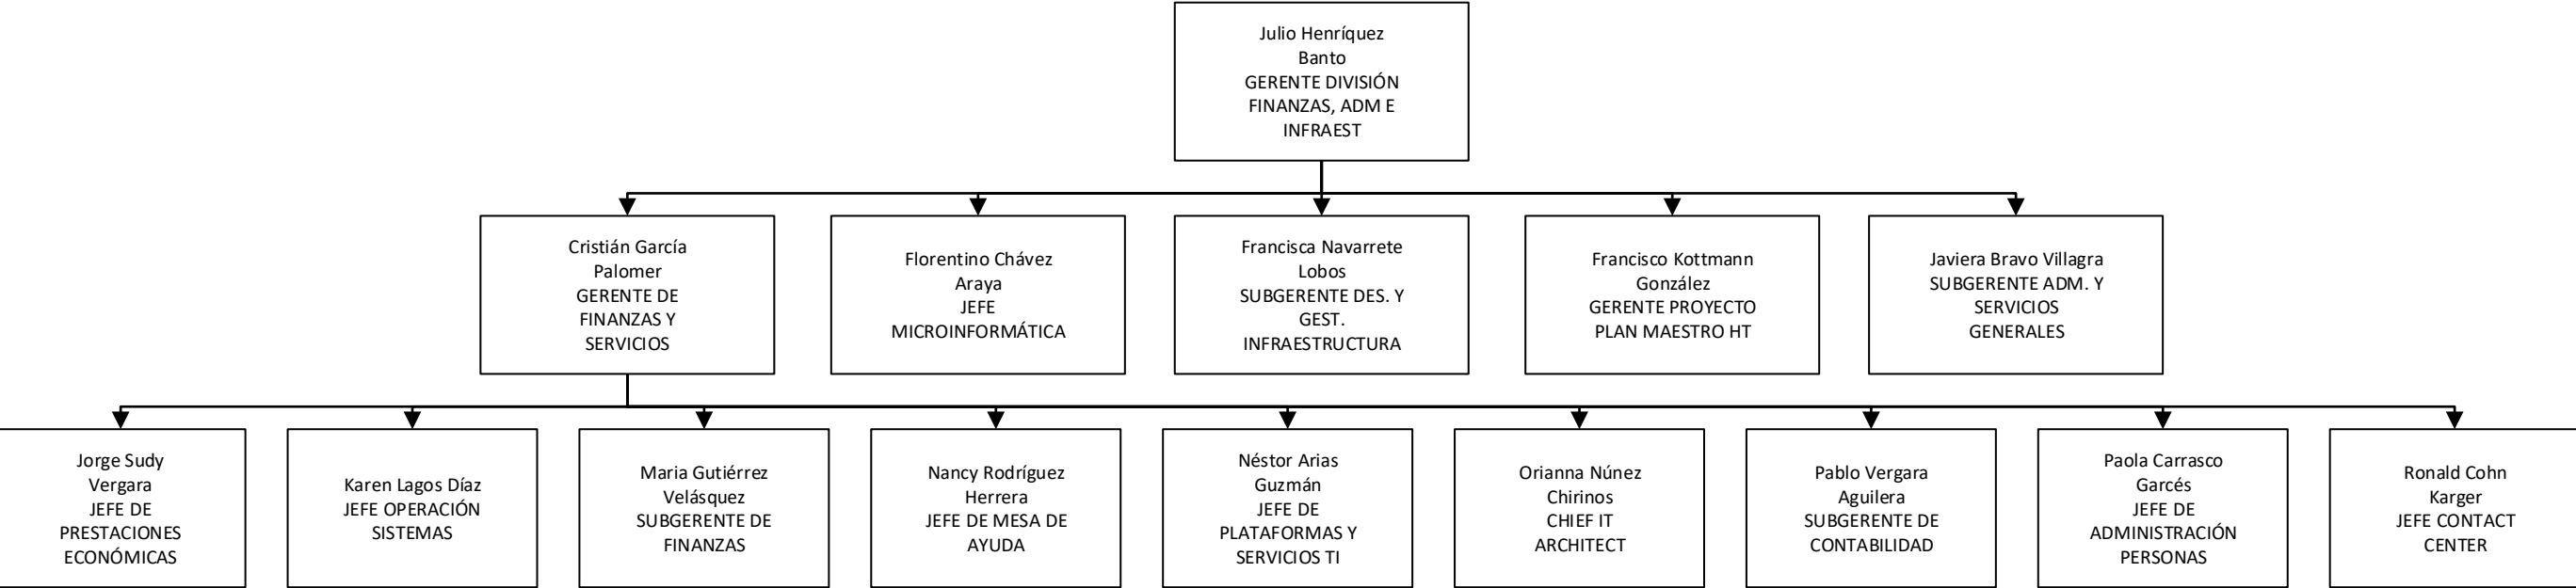 Julio Henríquez
Banto
GERENTE DIVISIÓN
FINANZAS, ADM E
INFRAEST
Cristián García
Palomer
GERENTE DE
FINANZAS Y
SERVICIOS
Florentino Chávez
Araya
JEFE
MICROINFORMÁTICA
Francisca Navarrete
Lobos
SUBGERENTE DES. Y
GEST.
INFRAESTRUCTURA
Francisco Kottmann
González
GERENTE PROYECTO
PLAN MAESTRO HT
Javiera Bravo Villagra
SUBGERENTE ADM. Y
SERVICIOS
GENERALES
Jorge Sudy
Vergara
JEFE DE
PRESTACIONES
ECONÓMICAS
Karen Lagos Díaz
JEFE OPERACIÓN
SISTEMAS
Maria Gutiérrez
Velásquez
SUBGERENTE DE
FINANZAS
Nancy Rodríguez
Herrera
JEFE DE MESA DE
AYUDA
Néstor Arias
Guzmán
JEFE DE
PLATAFORMAS Y
SERVICIOS TI
Orianna Núnez
Chirinos
CHIEF IT
ARCHITECT
Pablo Vergara
Aguilera
SUBGERENTE DE
CONTABILIDAD
Paola Carrasco
Garcés
JEFE DE
ADMINISTRACIÓN
PERSONAS
Ronald Cohn
Karger
JEFE CONTACT
CENTER